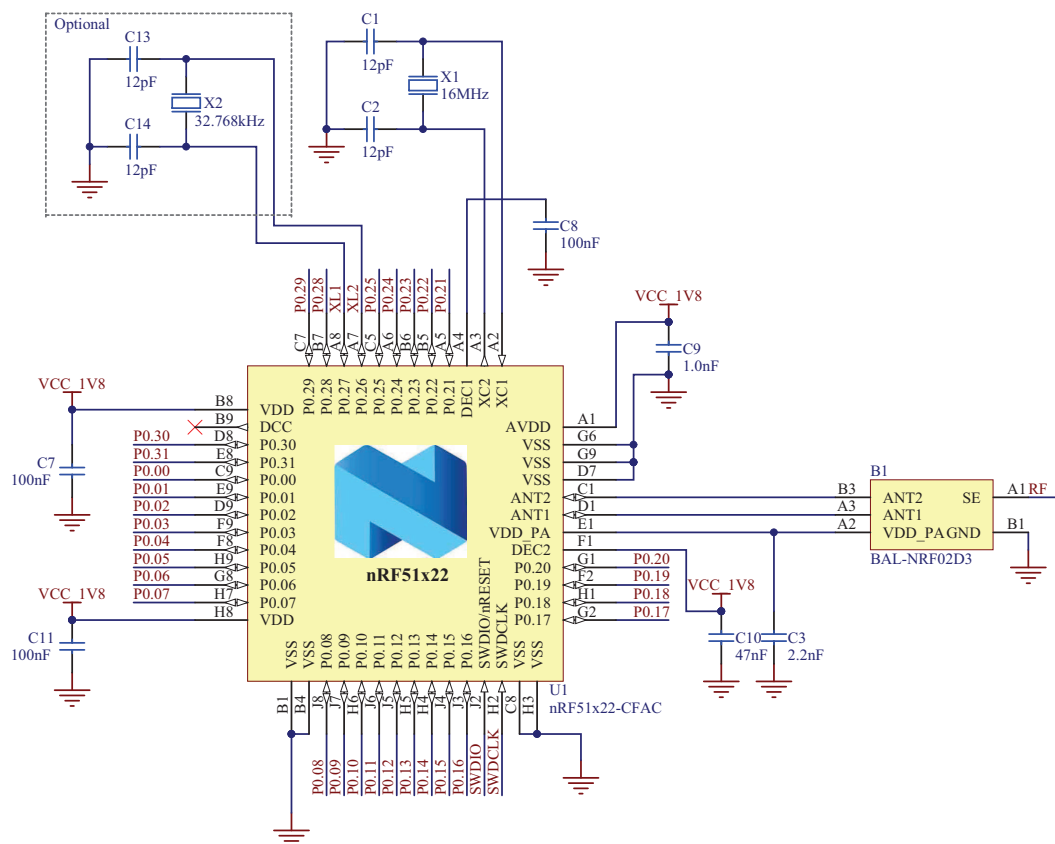 Optional
C13
12pF
X2
32.768kHz
C14
12pF
C1
12pF
X1
16MHz
C2
12pF
C8
100nF
P0.29
P0.28
XL1
XL2
P0.25
P0.24
P0.23
P0.22
P0.21
C7
B7
A8
A7
C5
A6
B6
B5
A5
A4
A3
A2
P0.29
P0.28
P0.27
P0.26
P0.25
P0.24
P0.23
P0.22
P0.21
DEC1
XC2
XC1
VCC_1V8
C9
1.0nF
VCC_1V8
C7
100nF
B8 VDD
B9 DCC
P0.30 D8 P0.30
P0.31 E8 P0.31
P0.00 C9 P0.00
P0.01 E9 P0.01
P0.02 D9 P0.02
P0.03 F9 P0.03
P0.04 F8 P0.04
P0.05 H9 P0.05
P0.06 G8 P0.06
P0.07 H7 P0.07
H8 VDD
VCC_1V8
C11
100nF
nRF51x22
AVDD A1
VSS G6
VSS G9
VSS D7
ANT2 C1
ANT1 D1
VDD_PA E1
DEC2 F1
P0.20 G1 P0.20
P0.19 F2 P0.19
P0.18 H1 P0.18
P0.17 G2 P0.17
B1
B3 ANT2 SE A1 RF
A3 ANT1
A2 VDD_PA GND B1
BAL-NRF02D3
VCC_1V8
C10
47nF
C3
2.2nF
VSS
VSS
P0.08
P0.09
P0.10
P0.11
P0.12
P0.13
P0.14
P0.15
P0.16
SWDIO/nRESET
SWDCLK
VSS
VSS
B1
B4
J8
J7
H6
J6
J5
H5
H4
J4
J3
J2
H2
C8
H3
P0.08
P0.09
P0.10
P0.11
P0.12
P0.13
P0.14
P0.15
P0.16
SWDIO
SWDCLK
U1
nRF51x22-CFAC